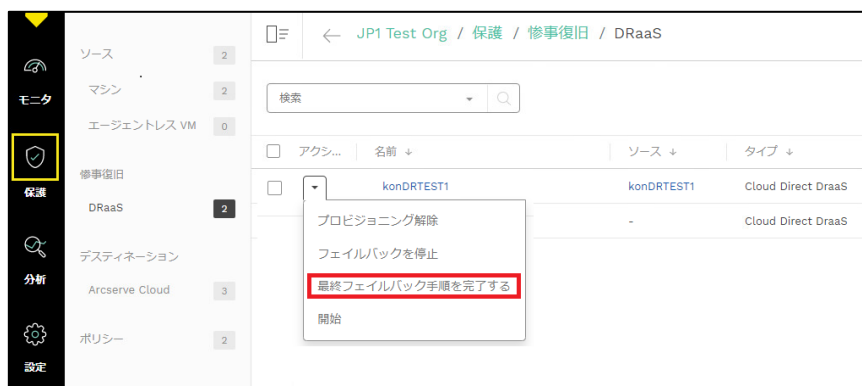 JP1 Test Org / 保護 / 惨事復旧 / DRaaS
モニタ
保護
分析
設定
ソース 2
マシン 2
エージェントレス VM 0
惨事復旧
DRaaS 2
デスティネーション
Arcserve Cloud 3
ポリシー 2
検索
アクシ... 名前 ソース タイプ
konDRTEST1 konDRTEST1 Cloud Direct DraaS
- Cloud Direct DraaS
プロビジョニング解除
フェイルバックを停止
最終フェイルバック手順を完了する
開始